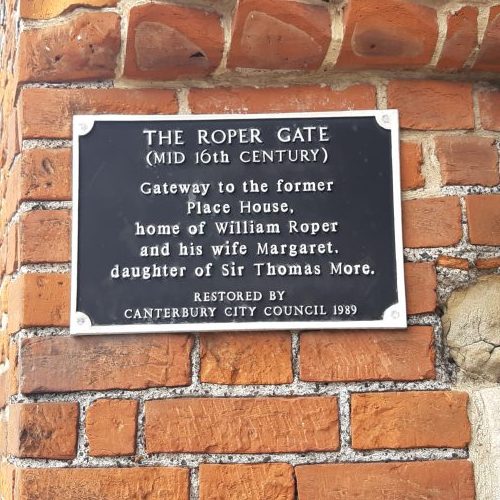 THE ROPER GATE
(MID 16th CENTURY)
Gateway to the former
Place House,
home of William Roper
and his wife Margaret,
daughter of Sir Thomas More.
RESTORED BY
CANTERBURY CITY COUNCIL 1989